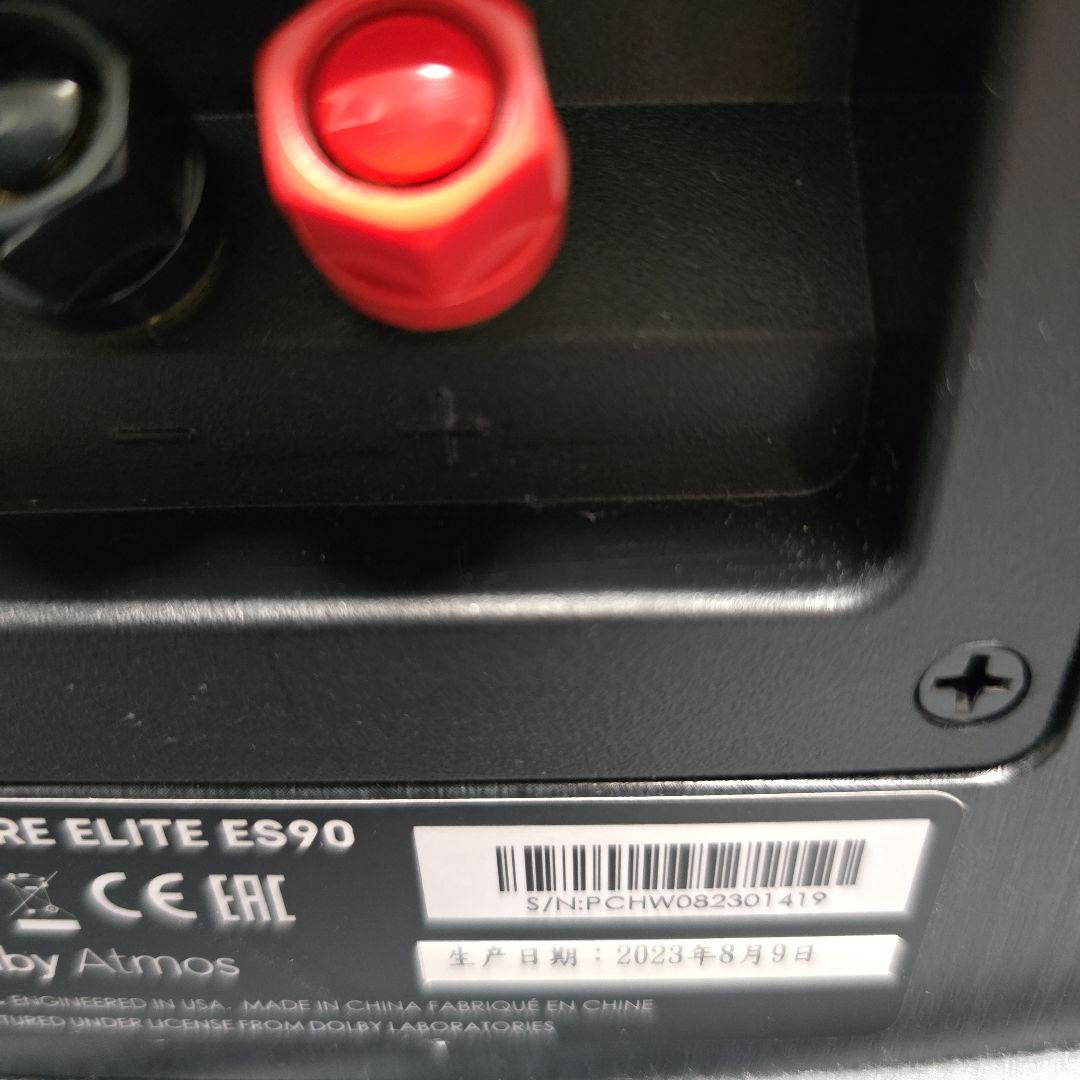 RE ELITE ES90
S/N:PCHW082301419
CE EAC
by Atmos
生产日期：2023年8月9日
ENGINEERED IN USA. MADE IN CHINA FABRIQUÉ EN CHINE
TURED UNDER LICENSE FROM DOLBY LABORATORIES